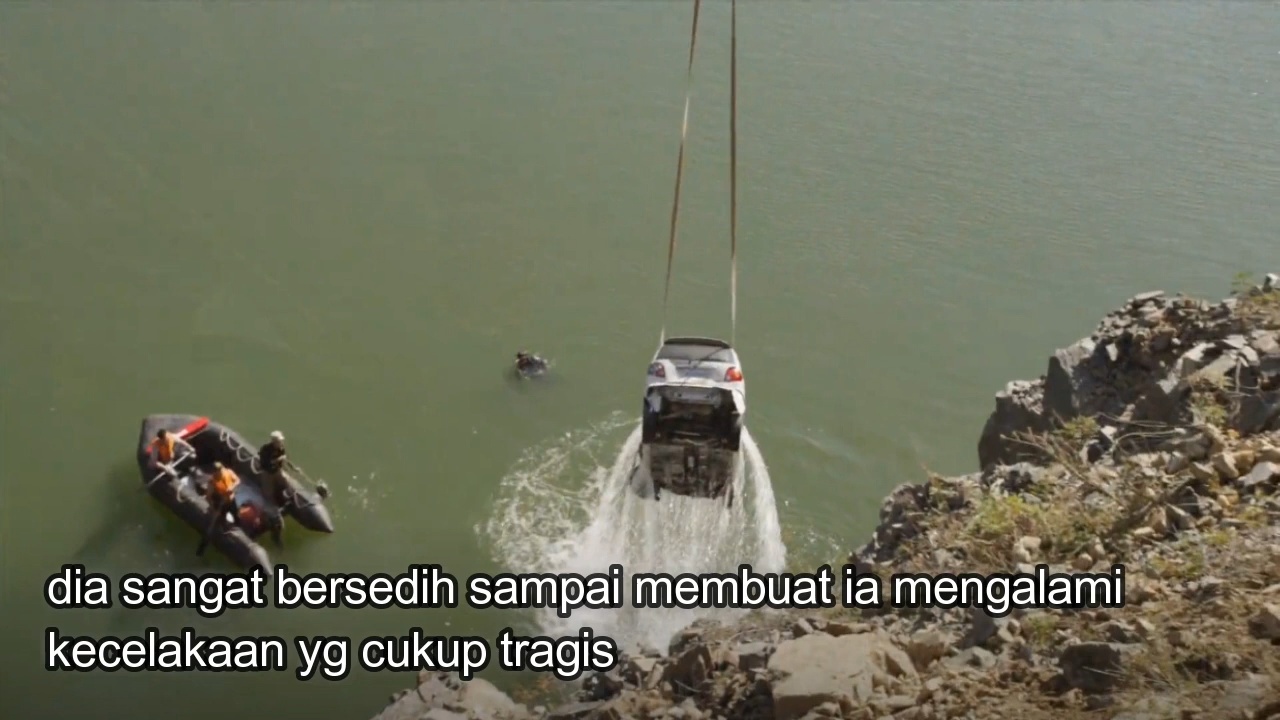 dia sangat bersedih sampai membuat ia mengalami
kecelakaan yg cukup tragis